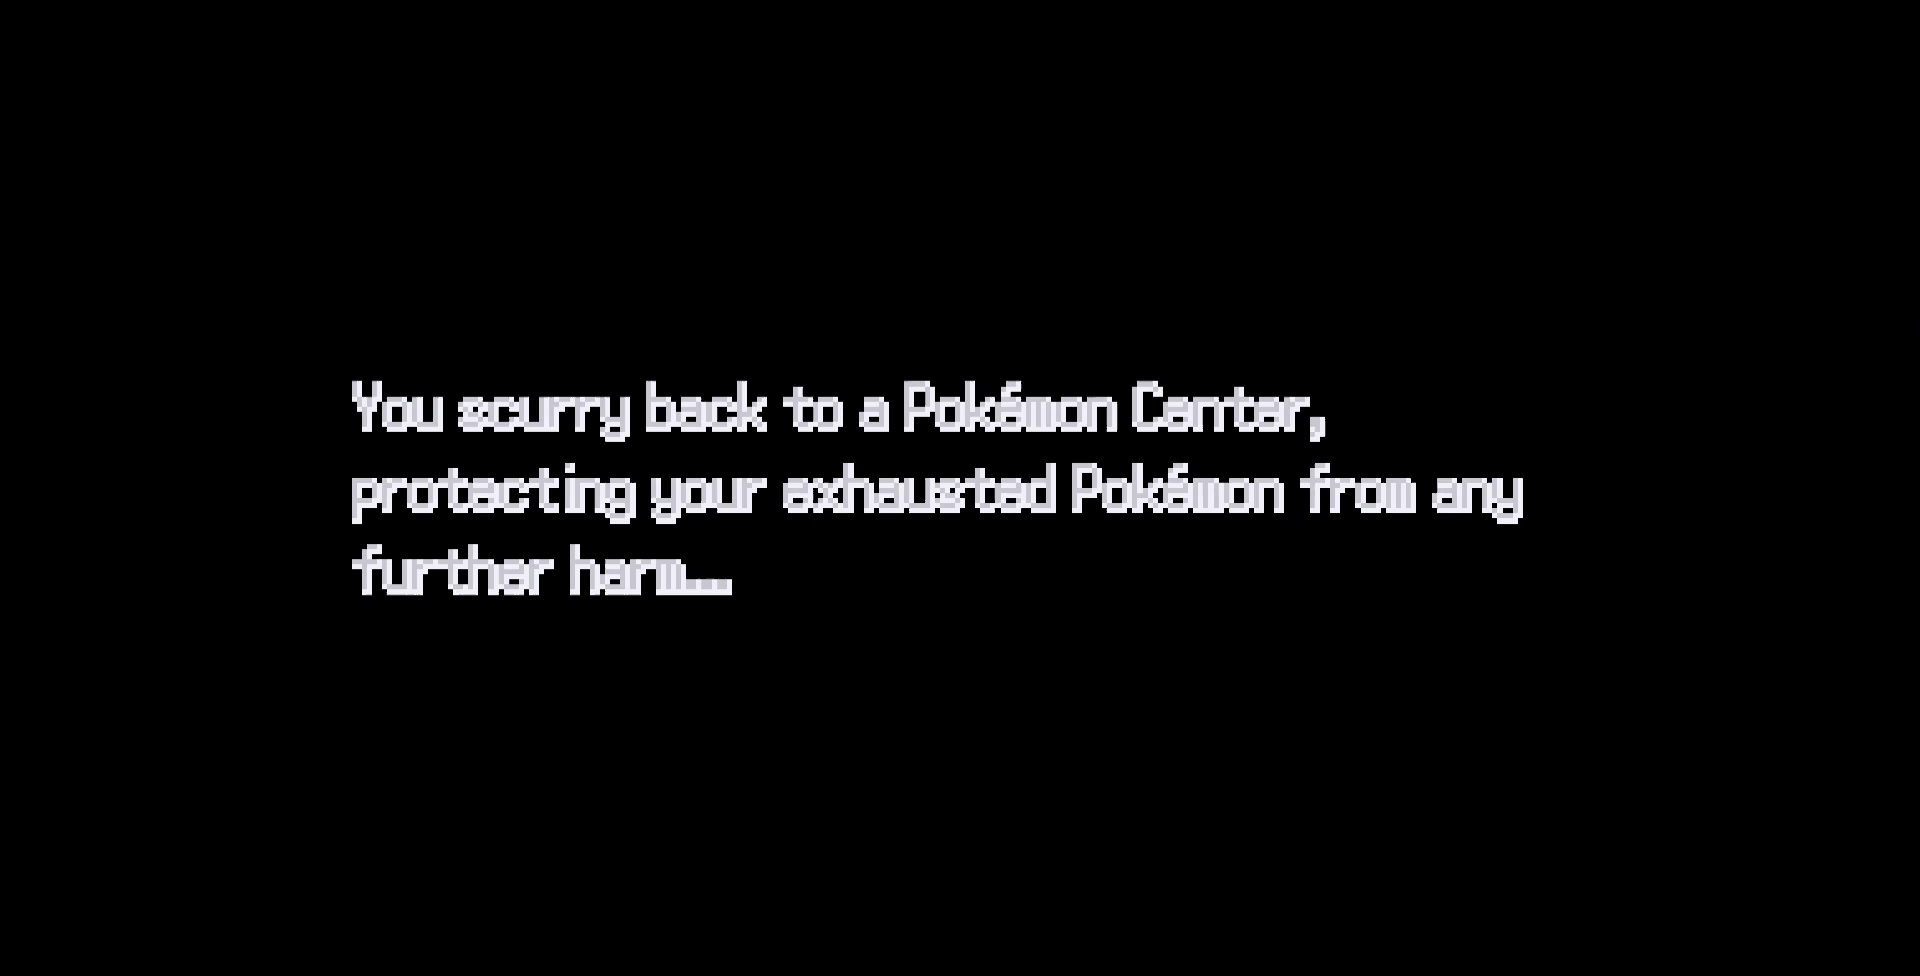 You scurry back to a Pokémon Center,
protecting your exhausted Pokémon from any
further harm...